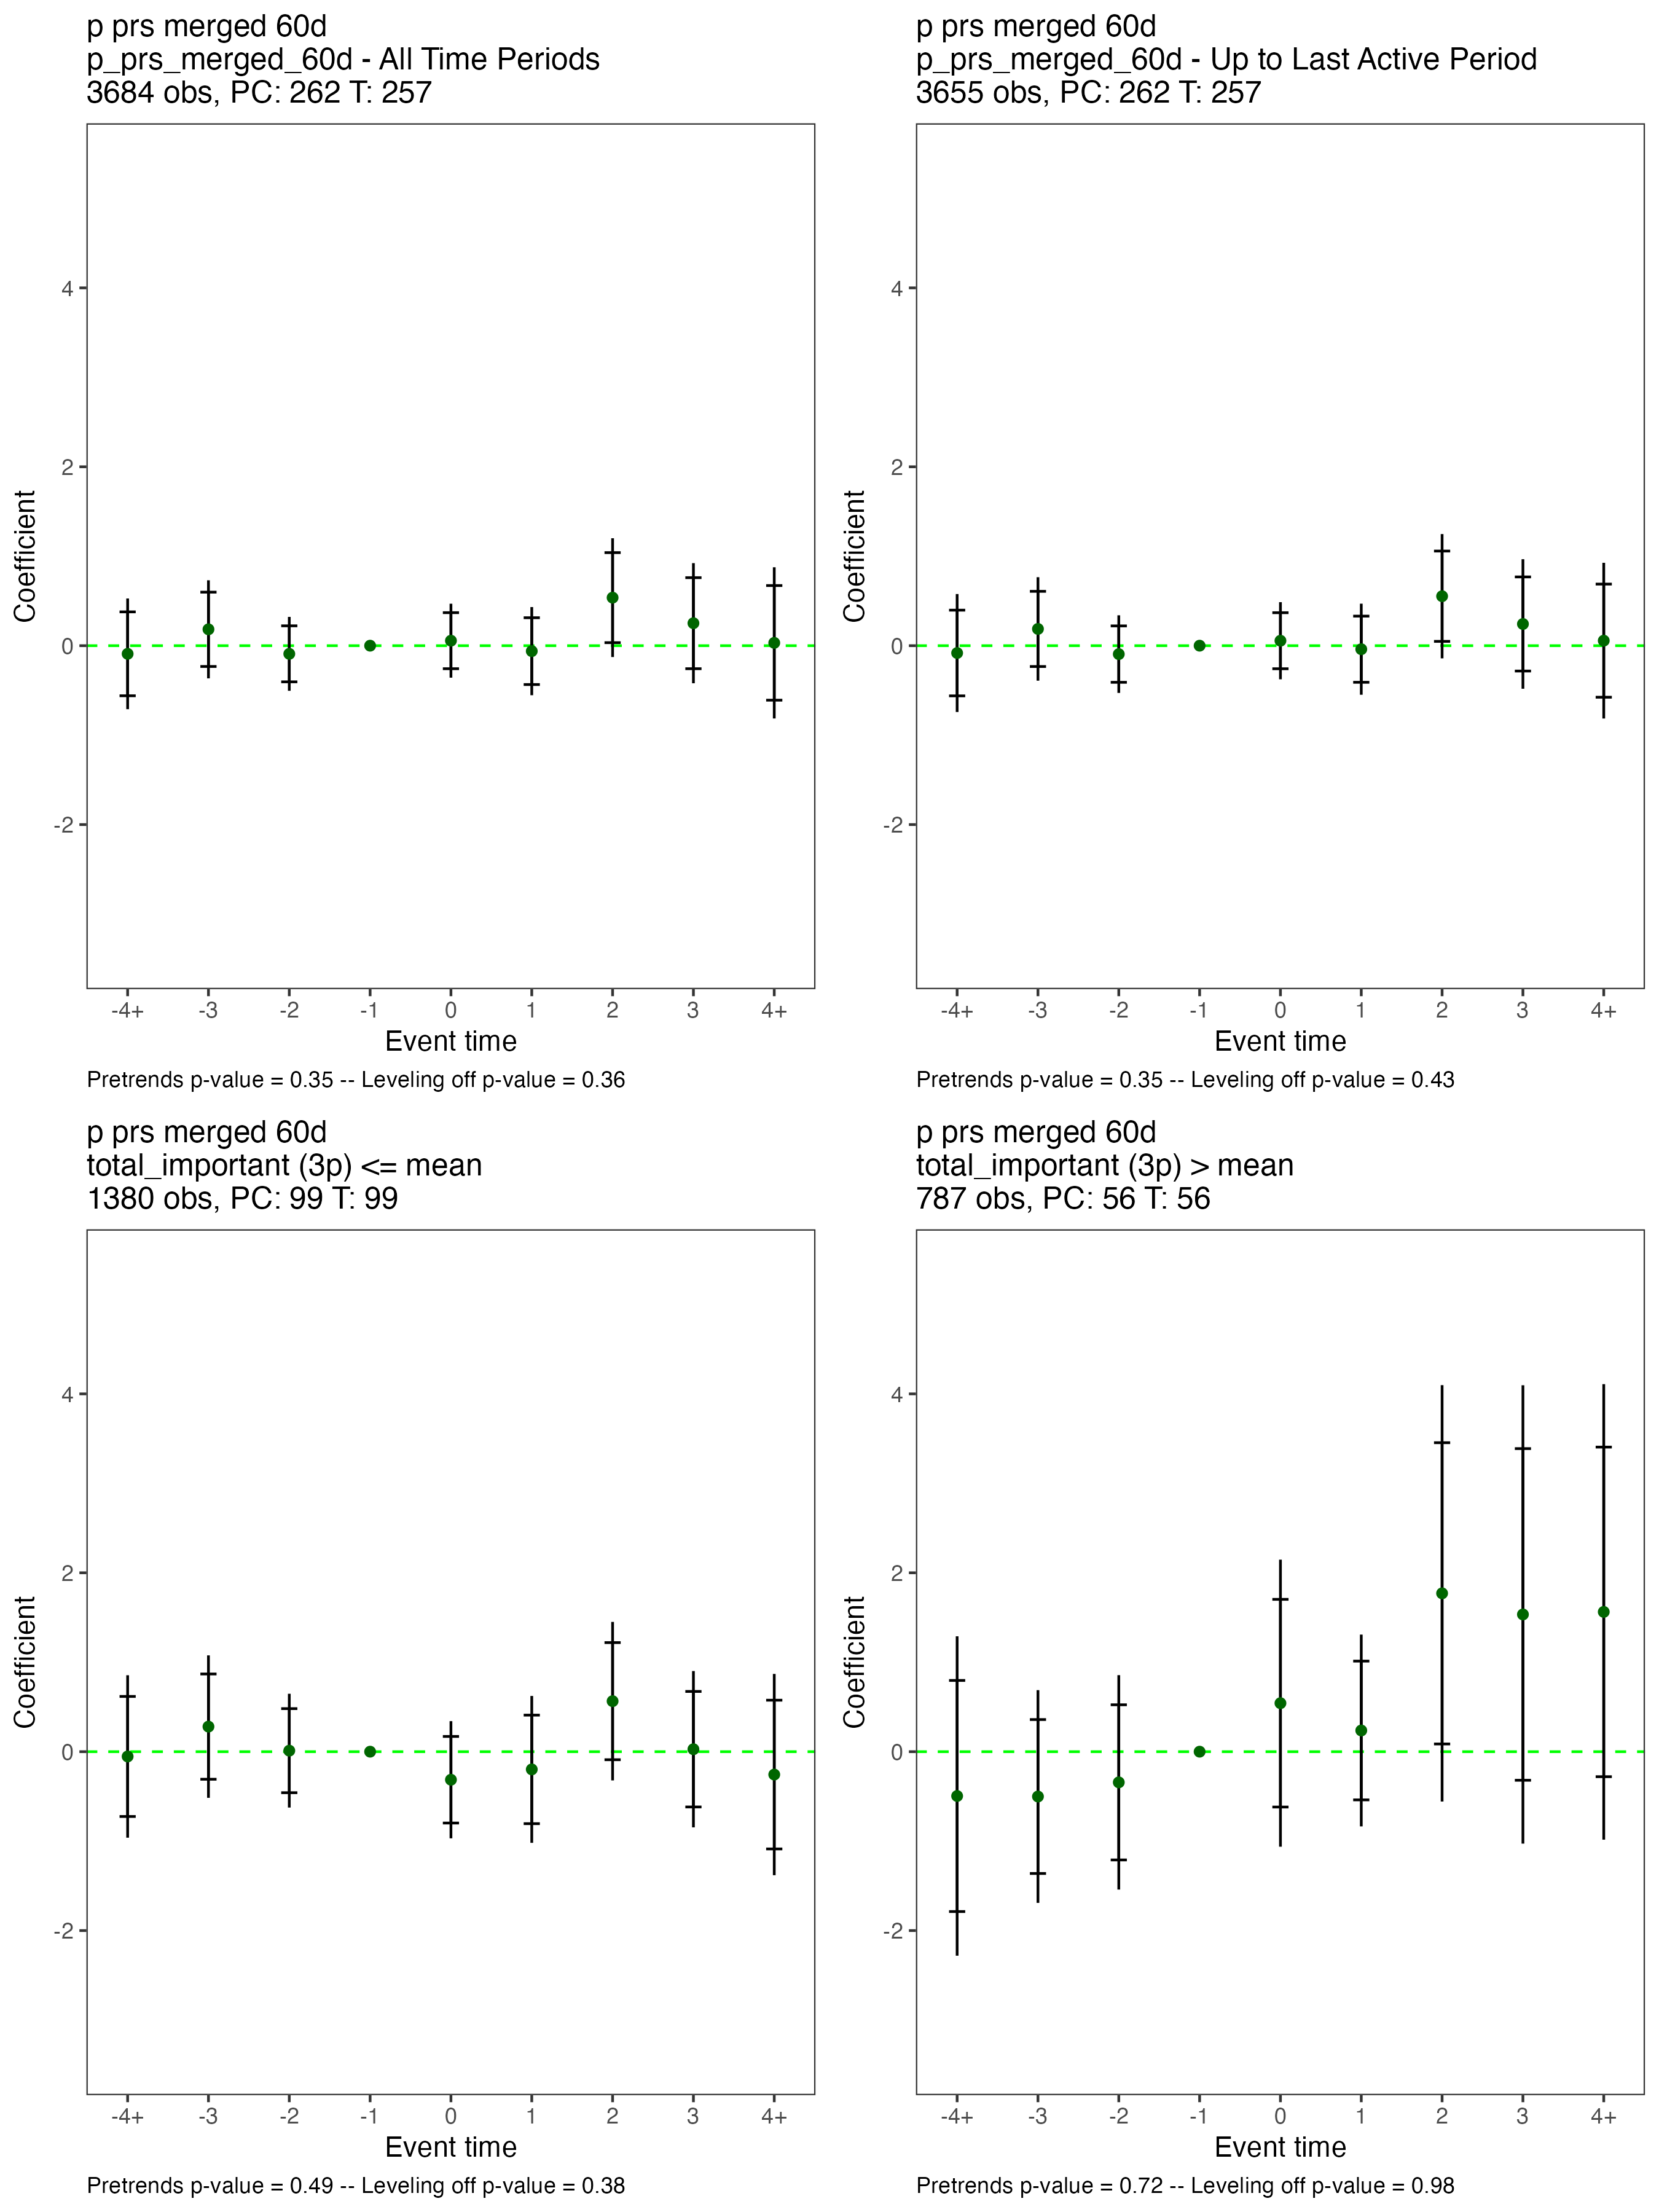 p prs merged 60d
p_prs_merged_60d - All Time Periods
3684 obs, PC: 262 T: 257
Coefficient
4
2
0
-2
-4+ -3 -2 -1 0 1 2 3 4+
Event time
Pretrends p-value = 0.35 -- Leveling off p-value = 0.36
p prs merged 60d
p_prs_merged_60d - Up to Last Active Period
3655 obs, PC: 262 T: 257
Coefficient
4
2
0
-2
-4+ -3 -2 -1 0 1 2 3 4+
Event time
Pretrends p-value = 0.35 -- Leveling off p-value = 0.43
p prs merged 60d
total_important (3p) <= mean
1380 obs, PC: 99 T: 99
Coefficient
4
2
0
-2
-4+ -3 -2 -1 0 1 2 3 4+
Event time
Pretrends p-value = 0.49 -- Leveling off p-value = 0.38
p prs merged 60d
total_important (3p) > mean
787 obs, PC: 56 T: 56
Coefficient
4
2
0
-2
-4+ -3 -2 -1 0 1 2 3 4+
Event time
Pretrends p-value = 0.72 -- Leveling off p-value = 0.98